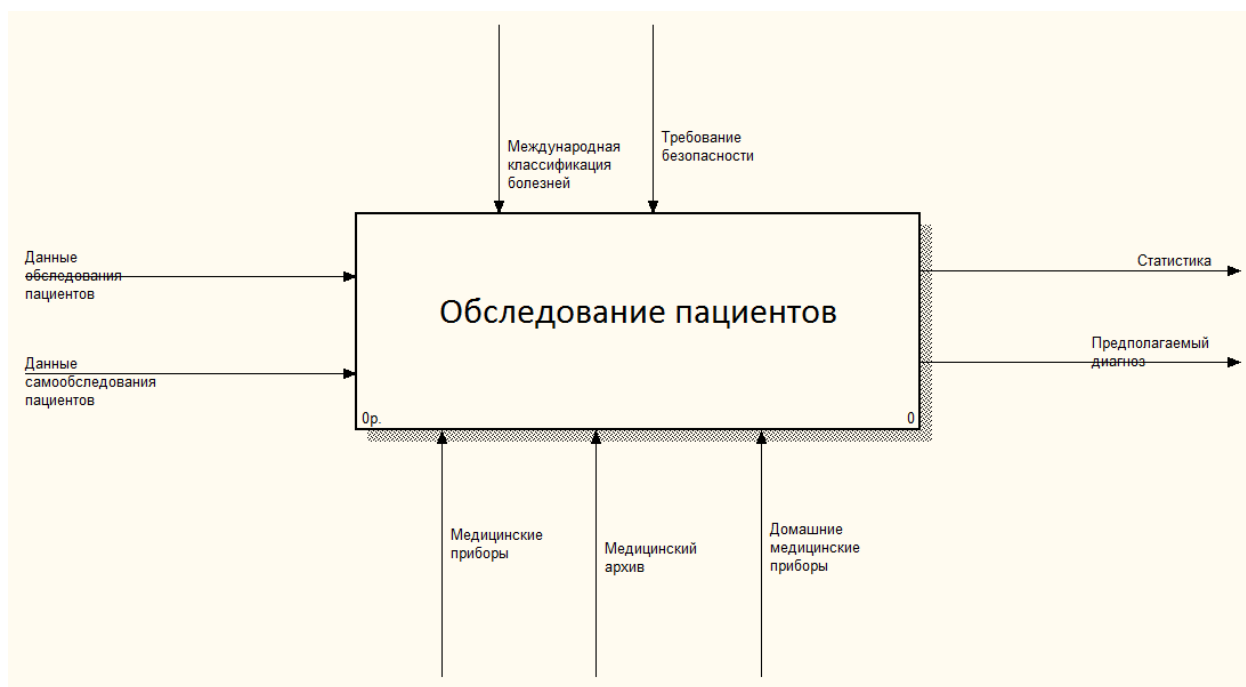 Международная
классификация
болезней
Требование
безопасности
Данные
обследования
пациентов
Данные
самообследования
пациентов
Обследование пациентов
0р.
0
Статистика
Предполагаемый
диагноз
Медицинские
приборы
Медицинский
архив
Домашние
медицинские
приборы